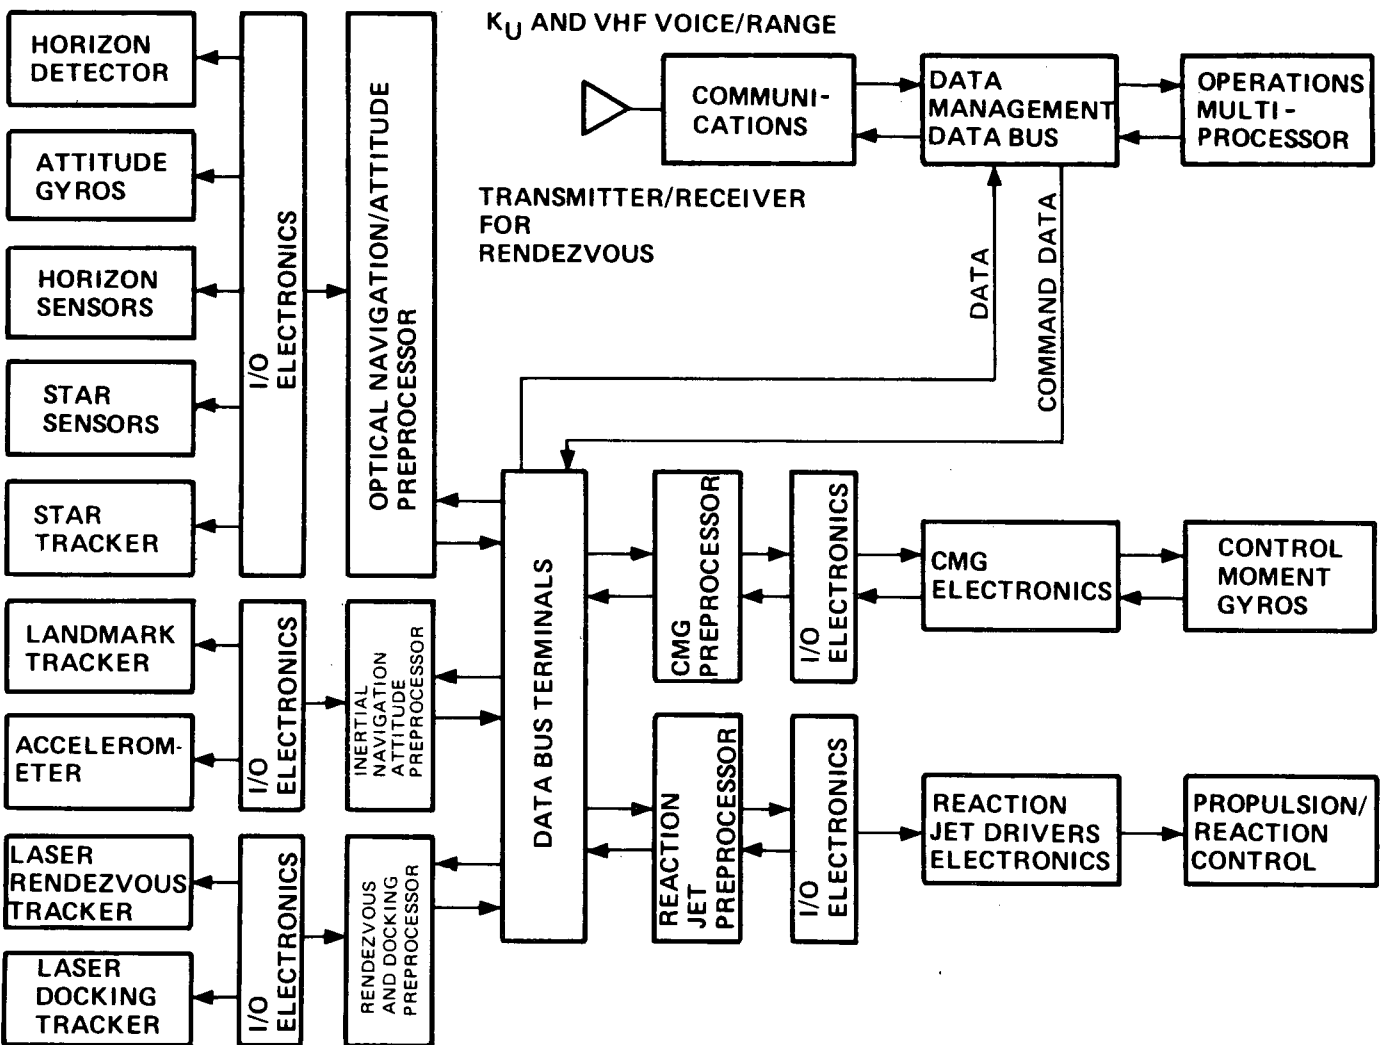 HORIZON
DETECTOR
ATTITUDE
GYROS
HORIZON
SENSORS
STAR
SENSORS
STAR
TRACKER
LANDMARK
TRACKER
ACCELEROM-
ETER
LASER
RENDEZVOUS
TRACKER
LASER
DOCKING
TRACKER
I/O
ELECTRONICS
I/O
ELECTRONICS
I/O
ELECTRONICS
OPTICAL NAVIGATION/ATTITUDE
PREPROCESSOR
INERTIAL
NAVIGATION
ATTITUDE
PREPROCESSOR
RENDEZVOUS
AND DOCKING
PREPROCESSOR
KU AND VHF VOICE/RANGE
TRANSMITTER/RECEIVER
FOR
RENDEZVOUS
COMMUNI-
CATIONS
DATA
MANAGEMENT
DATA BUS
OPERATIONS
MULTI-
PROCESSOR
DATA
COMMAND DATA
DATA BUS TERMINALS
CMG
PREPROCESSOR
I/O
ELECTRONICS
CMG
ELECTRONICS
CONTROL
MOMENT
GYROS
REACTION
JET
PREPROCESSOR
I/O
ELECTRONICS
REACTION
JET DRIVERS
ELECTRONICS
PROPULSION/
REACTION
CONTROL